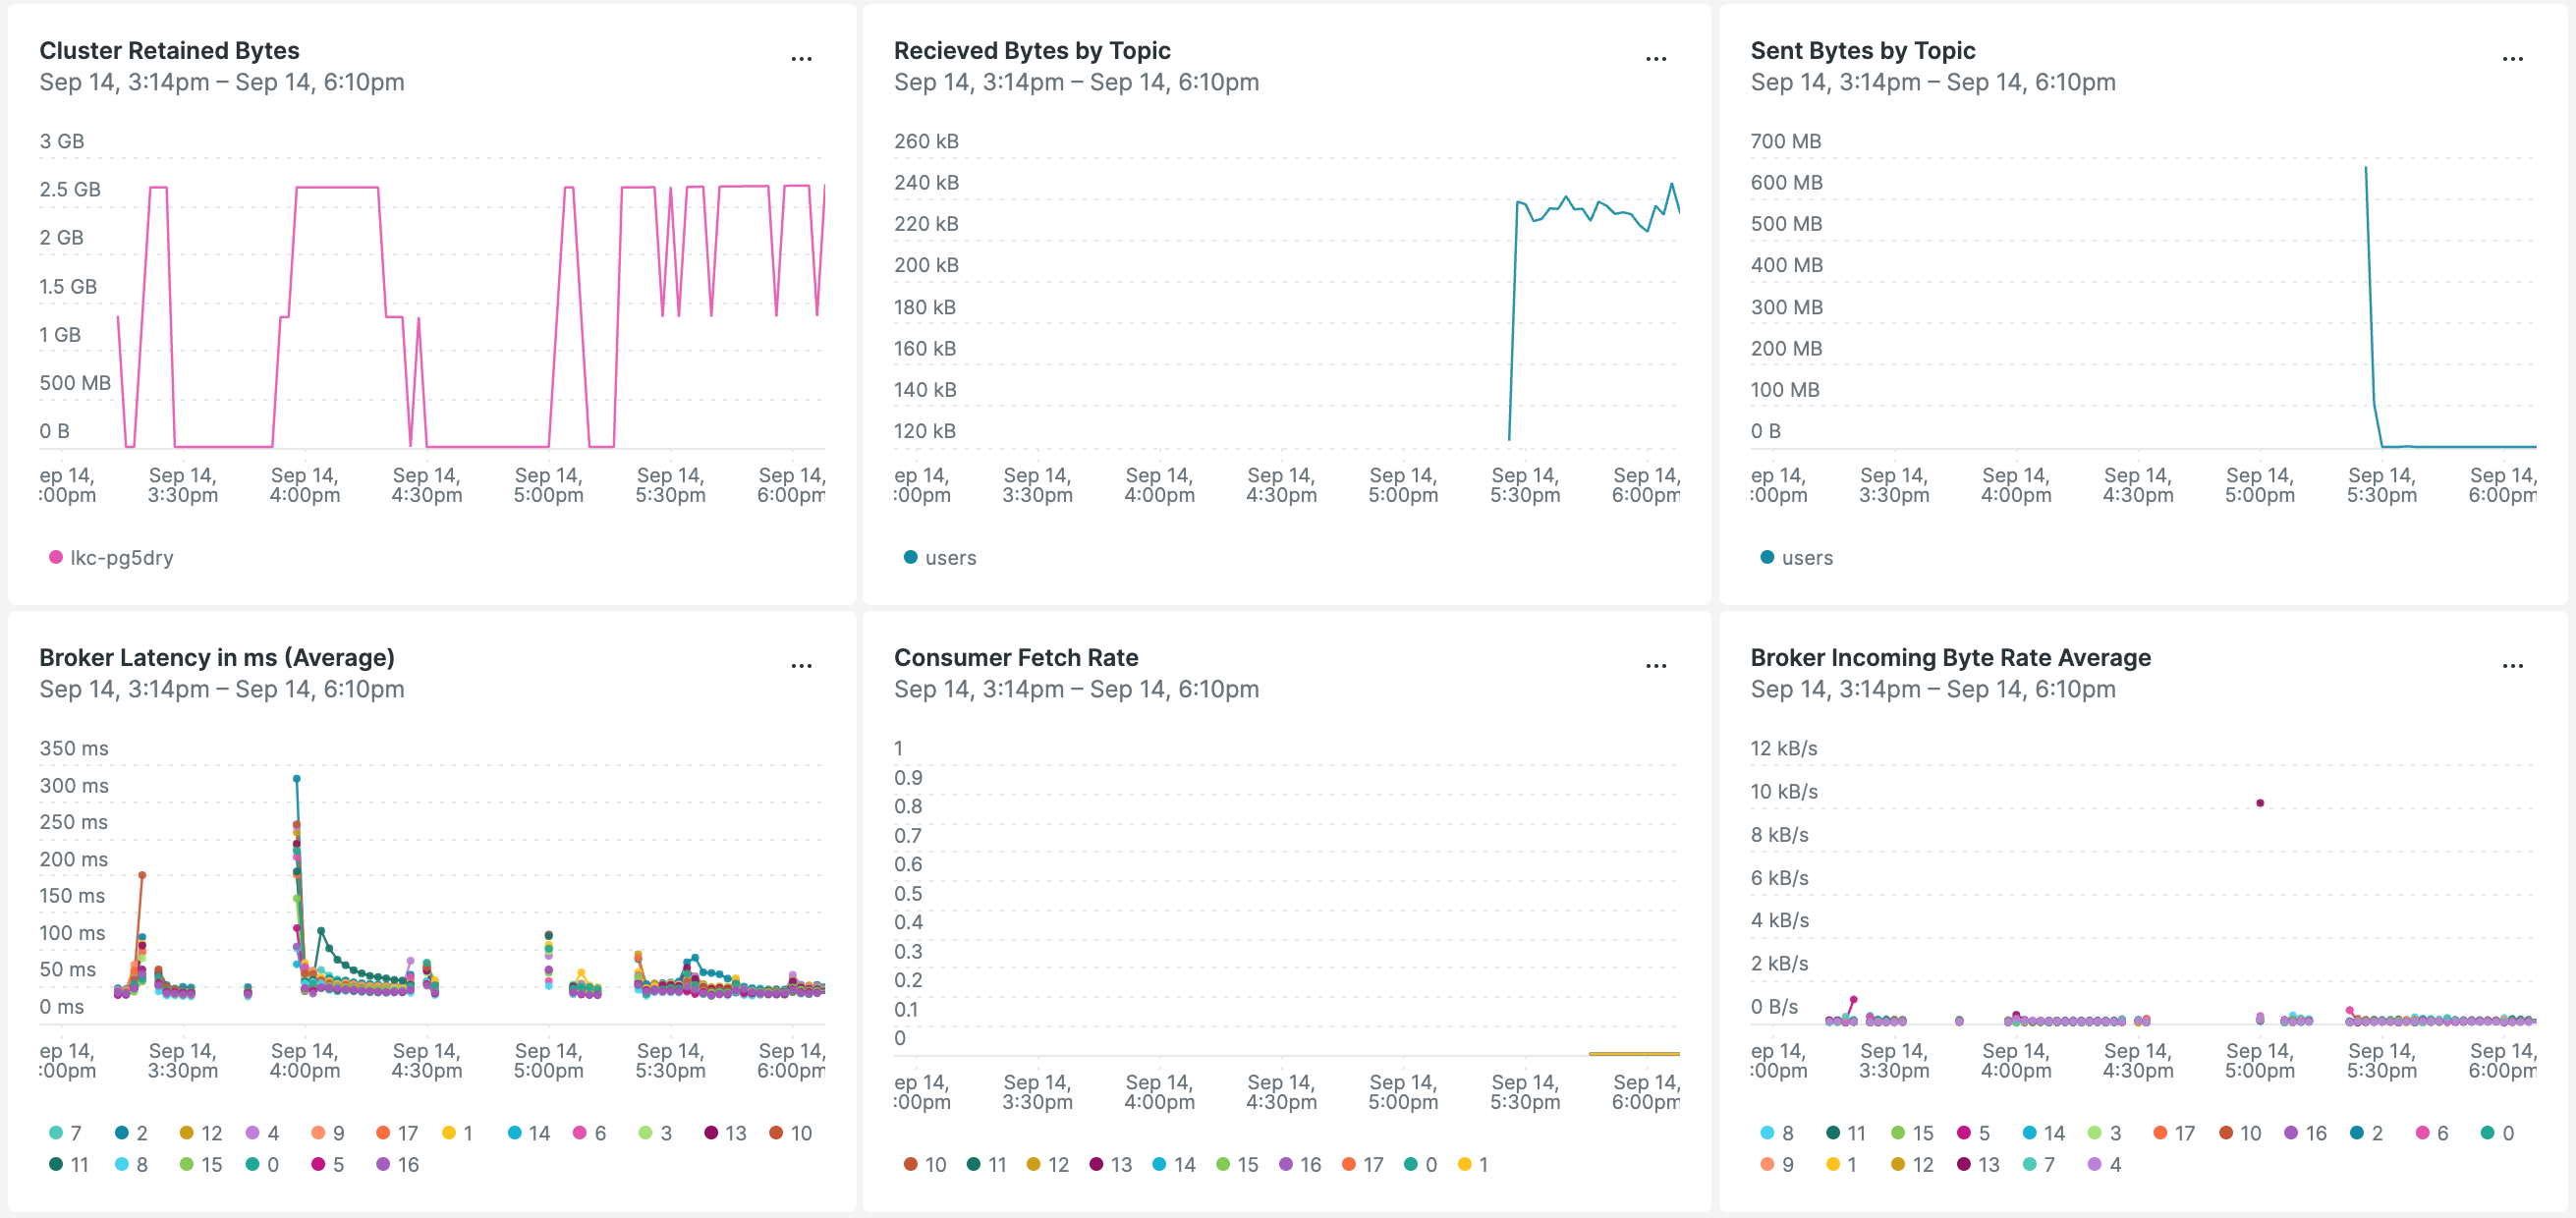 Cluster Retained Bytes
Sep 14, 3:14pm – Sep 14, 6:10pm
3 GB
2.5 GB
2 GB
1.5 GB
1 GB
500 MB
0 B
ep 14, Sep 14, Sep 14, Sep 14, Sep 14, Sep 14, Sep 14,
:00pm 3:30pm 4:00pm 4:30pm 5:00pm 5:30pm 6:00pm
lkc-pg5dry
Recieved Bytes by Topic
Sep 14, 3:14pm – Sep 14, 6:10pm
260 kB
240 kB
220 kB
200 kB
180 kB
160 kB
140 kB
120 kB
ep 14, Sep 14, Sep 14, Sep 14, Sep 14, Sep 14, Sep 14,
:00pm 3:30pm 4:00pm 4:30pm 5:00pm 5:30pm 6:00pm
users
Sent Bytes by Topic
Sep 14, 3:14pm – Sep 14, 6:10pm
700 MB
600 MB
500 MB
400 MB
300 MB
200 MB
100 MB
0 B
ep 14, Sep 14, Sep 14, Sep 14, Sep 14, Sep 14, Sep 14,
:00pm 3:30pm 4:00pm 4:30pm 5:00pm 5:30pm 6:00pm
users
Broker Latency in ms (Average)
Sep 14, 3:14pm – Sep 14, 6:10pm
350 ms
300 ms
250 ms
200 ms
150 ms
100 ms
50 ms
0 ms
ep 14, Sep 14, Sep 14, Sep 14, Sep 14, Sep 14, Sep 14,
:00pm 3:30pm 4:00pm 4:30pm 5:00pm 5:30pm 6:00pm
7 2 12 4 9 17 1 14 6 3 13 10
11 8 15 0 5 16
Consumer Fetch Rate
Sep 14, 3:14pm – Sep 14, 6:10pm
1
0.9
0.8
0.7
0.6
0.5
0.4
0.3
0.2
0.1
0
ep 14, Sep 14, Sep 14, Sep 14, Sep 14, Sep 14, Sep 14,
:00pm 3:30pm 4:00pm 4:30pm 5:00pm 5:30pm 6:00pm
10 11 12 13 14 15 16 17 0 1
Broker Incoming Byte Rate Average
Sep 14, 3:14pm – Sep 14, 6:10pm
12 kB/s
10 kB/s
8 kB/s
6 kB/s
4 kB/s
2 kB/s
0 B/s
ep 14, Sep 14, Sep 14, Sep 14, Sep 14, Sep 14, Sep 14,
:00pm 3:30pm 4:00pm 4:30pm 5:00pm 5:30pm 6:00pm
8 11 15 5 14 3 17 10 16 2 6 0
9 1 12 13 7 4